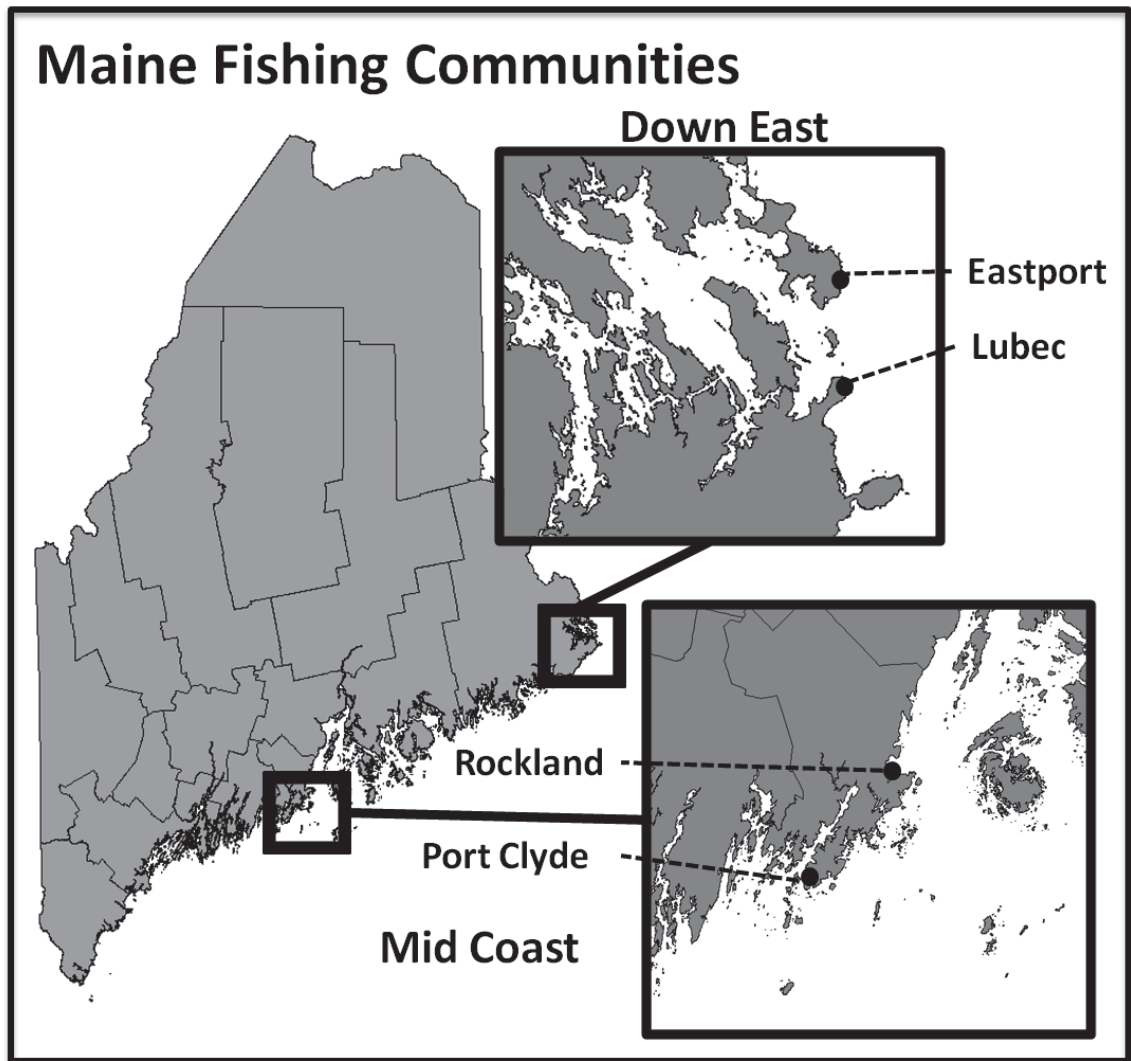 Maine Fishing Communities
Down East
Eastport
Lubec
Rockland
Port Clyde
Mid Coast